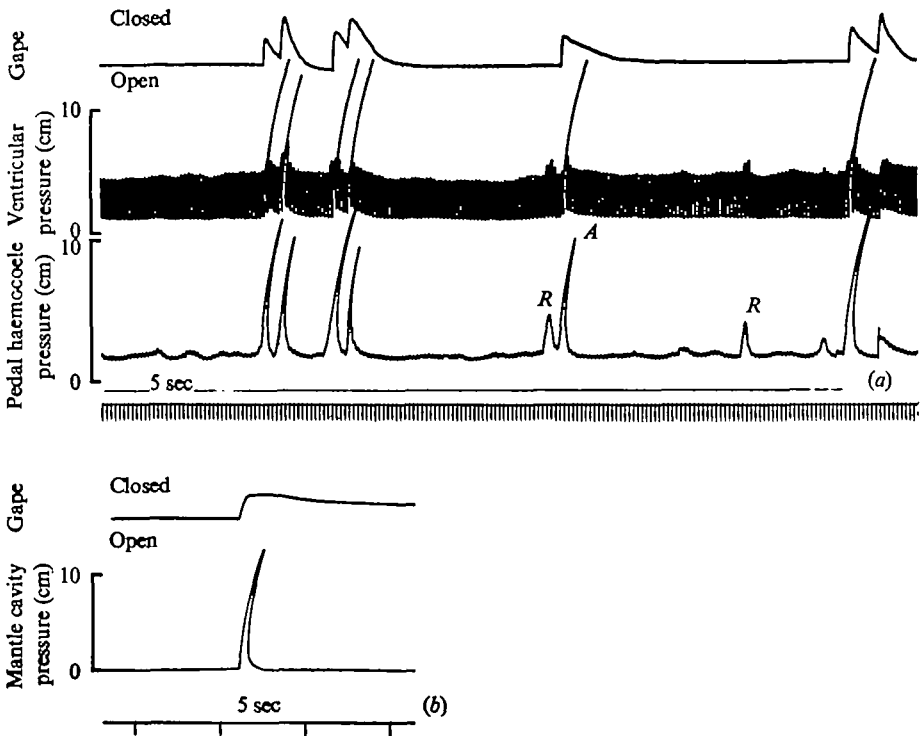 Closed
Gape
Open
10
Ventricular
pressure (cm)
0
10
A
R
R
Pedal haemocoele
pressure (cm)
0
5 sec
(a)
Closed
Gape
Open
10
Mantle cavity
pressure (cm)
0
5 sec
(b)